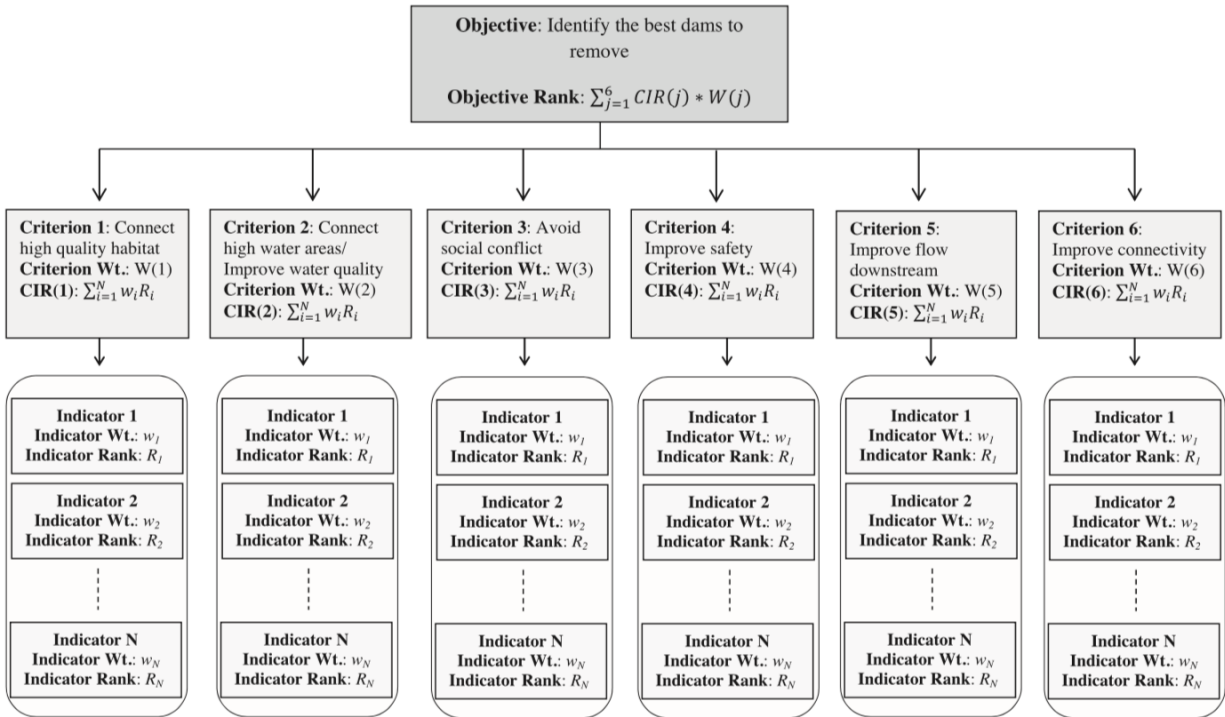 Objective: Identify the best dams to
remove
Objective Rank: ∑_{j=1}^{6} CIR(j) * W(j)
Criterion 1: Connect
high quality habitat
Criterion Wt.: W(1)
CIR(1): ∑_{i=1}^{N} w_i R_i
Criterion 2: Connect
high water areas/
Improve water quality
Criterion Wt.: W(2)
CIR(2): ∑_{i=1}^{N} w_i R_i
Criterion 3: Avoid
social conflict
Criterion Wt.: W(3)
CIR(3): ∑_{i=1}^{N} w_i R_i
Criterion 4:
Improve safety
Criterion Wt.: W(4)
CIR(4): ∑_{i=1}^{N} w_i R_i
Criterion 5:
Improve flow
downstream
Criterion Wt.: W(5)
CIR(5): ∑_{i=1}^{N} w_i R_i
Criterion 6:
Improve connectivity
Criterion Wt.: W(6)
CIR(6): ∑_{i=1}^{N} w_i R_i
Indicator 1
Indicator Wt.: w_1
Indicator Rank: R_1
Indicator 2
Indicator Wt.: w_2
Indicator Rank: R_2
Indicator N
Indicator Wt.: w_N
Indicator Rank: R_N
Indicator 1
Indicator Wt.: w_1
Indicator Rank: R_1
Indicator 2
Indicator Wt.: w_2
Indicator Rank: R_2
Indicator N
Indicator Wt.: w_N
Indicator Rank: R_N
Indicator 1
Indicator Wt.: w_1
Indicator Rank: R_1
Indicator 2
Indicator Wt.: w_2
Indicator Rank: R_2
Indicator N
Indicator Wt.: w_N
Indicator Rank: R_N
Indicator 1
Indicator Wt.: w_1
Indicator Rank: R_1
Indicator 2
Indicator Wt.: w_2
Indicator Rank: R_2
Indicator N
Indicator Wt.: w_N
Indicator Rank: R_N
Indicator 1
Indicator Wt.: w_1
Indicator Rank: R_1
Indicator 2
Indicator Wt.: w_2
Indicator Rank: R_2
Indicator N
Indicator Wt.: w_N
Indicator Rank: R_N
Indicator 1
Indicator Wt.: w_1
Indicator Rank: R_1
Indicator 2
Indicator Wt.: w_2
Indicator Rank: R_2
Indicator N
Indicator Wt.: w_N
Indicator Rank: R_N